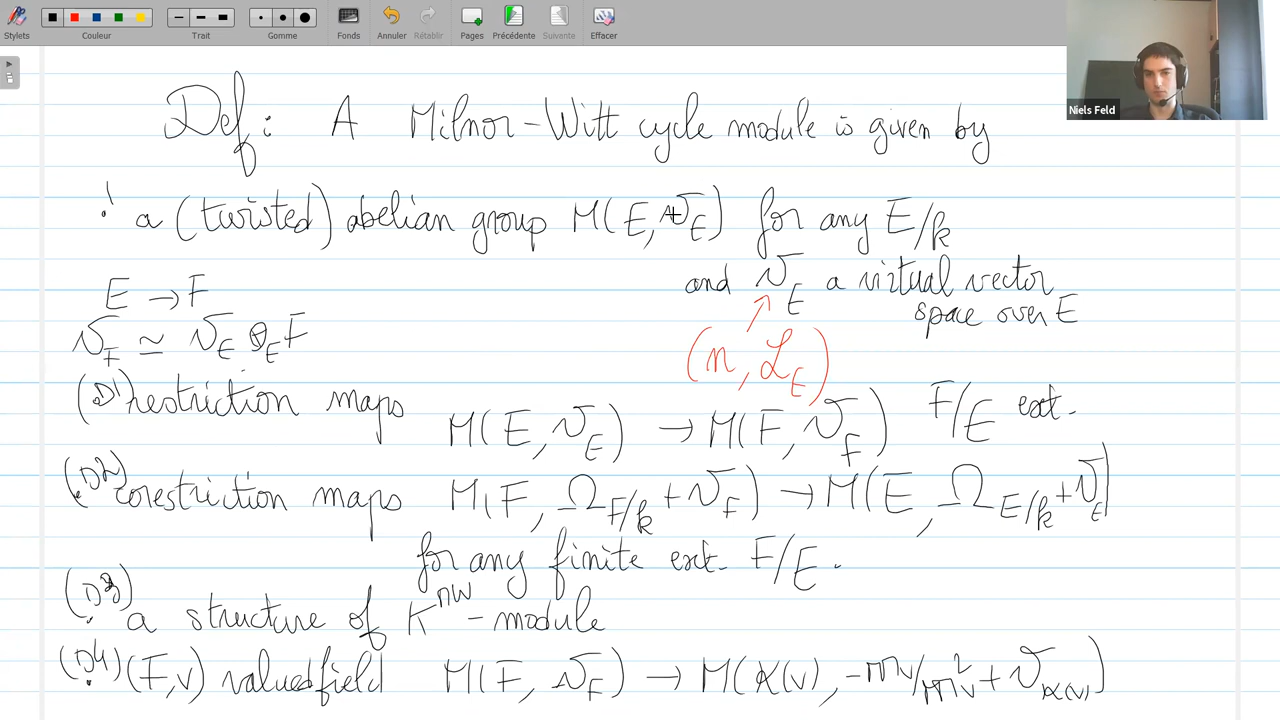 Stylets Couleur Trait Gomme Fonds Annuler Rétablir Pages Précédente Suivante Effacer
Niels Feld
Def: A Milnor-Witt cycle module is given by
a (twisted) abelian group M(E, 𝒱_E) for any E/k
and 𝒱_E a virtual vector
space over E
E → F
𝒱_F ≃ 𝒱_E ⊗_E F
(n, ℒ_E)
(D1) restriction maps M(E, 𝒱_E) → M(F, 𝒱_F) F/E ext.
(D2) corestriction maps M(F, Ω_{F/k} + 𝒱_F) → M(E, Ω_{E/k} + 𝒱_E)
for any finite ext. F/E.
(D3) a structure of K^{MW}-module
(D4) (F,v) valued field M(F, 𝒱_F) → M(κ(v), -𝔪_v/𝔪_v^2 + 𝒱_{κ(v)})